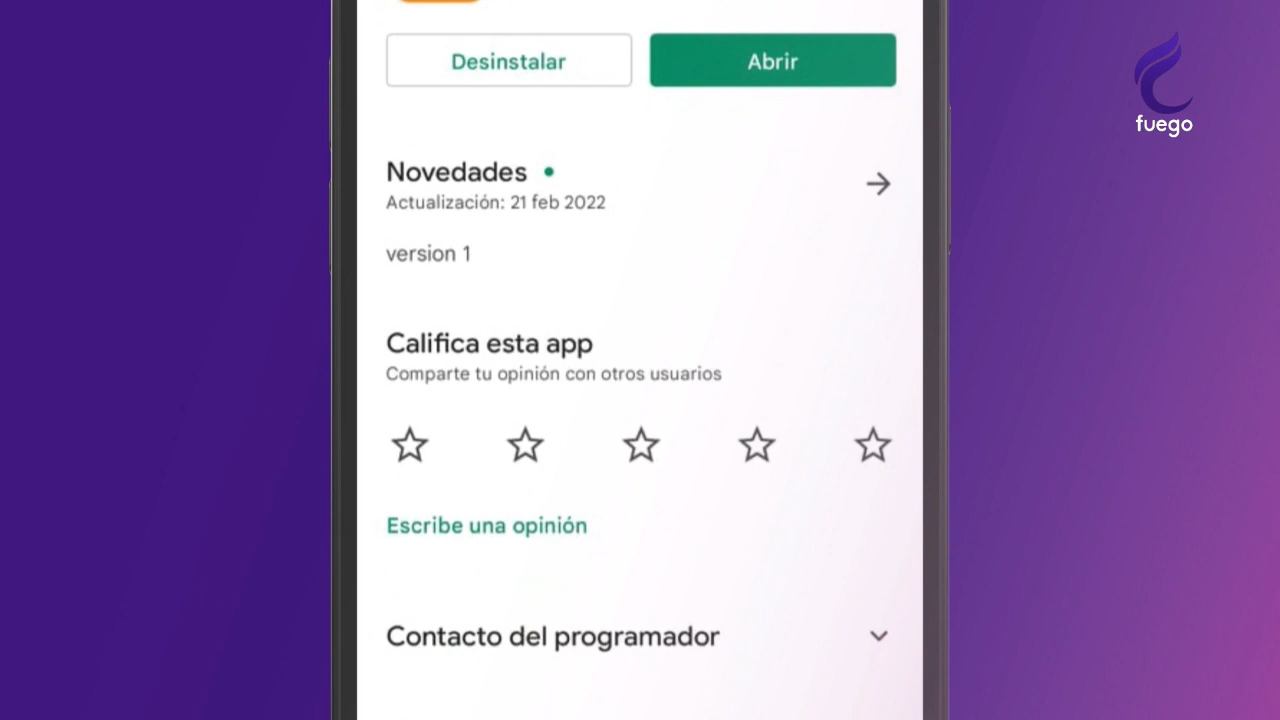 Desinstalar
Abrir
fuego
Novedades
Actualización: 21 feb 2022
version 1
Califica esta app
Comparte tu opinión con otros usuarios
Escribe una opinión
Contacto del programador